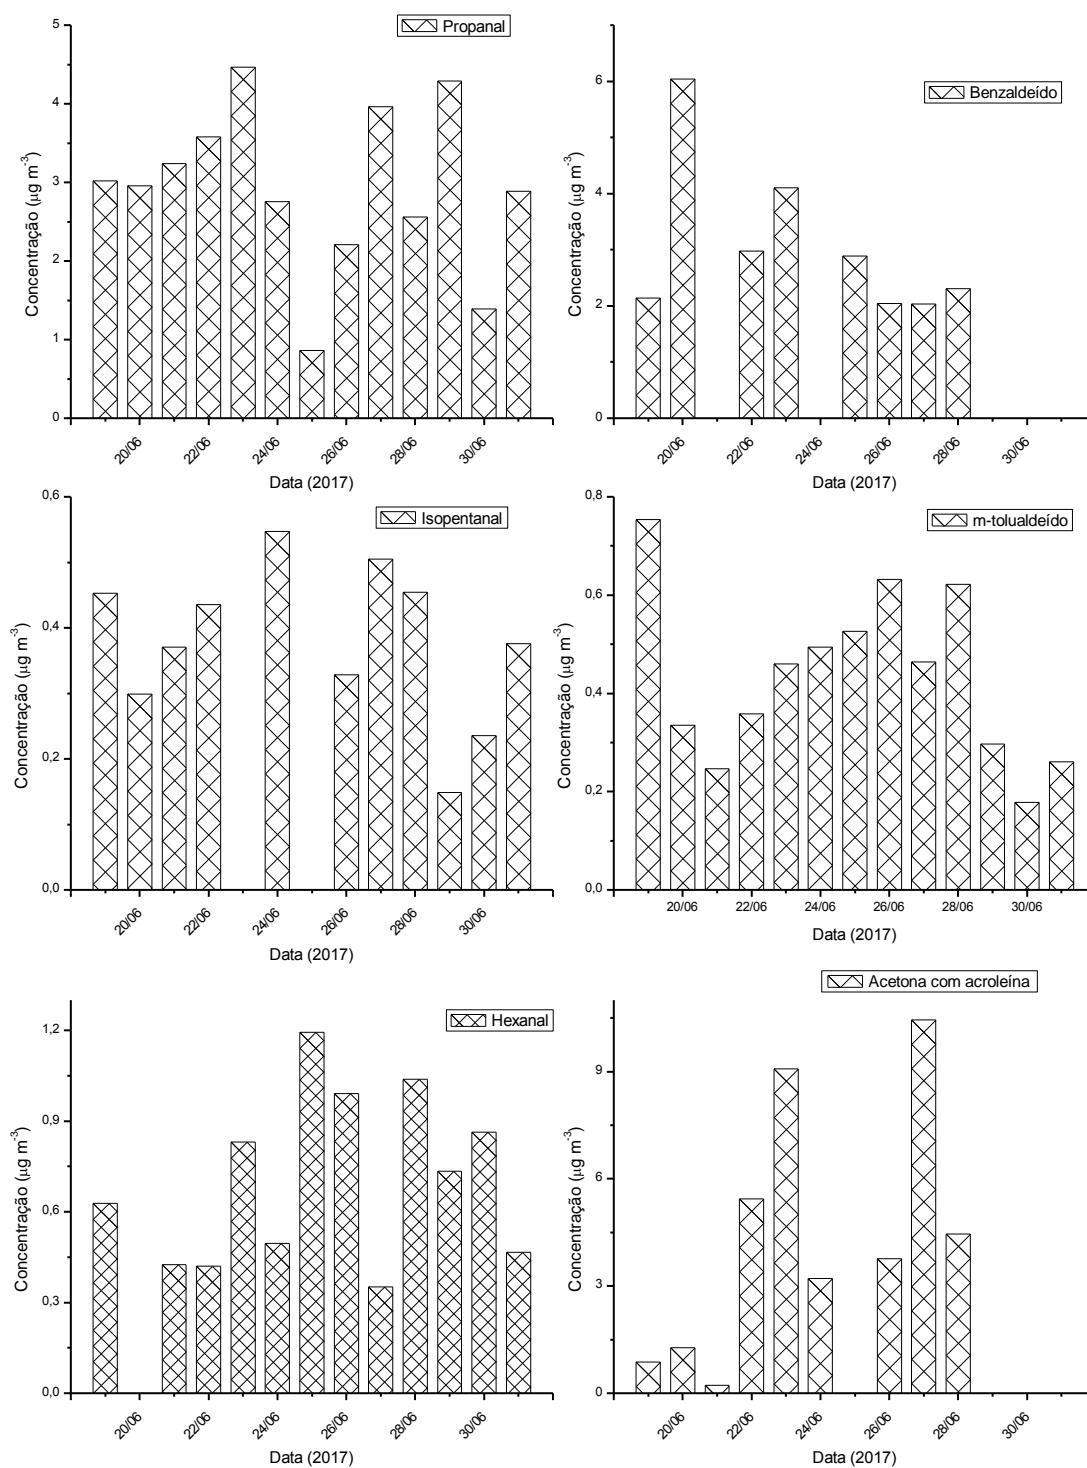 Propanal
Concentração (µg m-3)
5
4
3
2
1
0
20/06 22/06 24/06 26/06 28/06 30/06
Data (2017)
Benzaldeído
Concentração (µg m-3)
6
4
2
0
20/06 22/06 24/06 26/06 28/06 30/06
Data (2017)
Isopentanal
Concentração (µg m-3)
0,6
0,4
0,2
0,0
20/06 22/06 24/06 26/06 28/06 30/06
Data (2017)
m-tolualdeído
Concentração (µg m-3)
0,8
0,6
0,4
0,2
0,0
20/06 22/06 24/06 26/06 28/06 30/06
Data (2017)
Hexanal
Concentração (µg m-3)
1,2
0,9
0,6
0,3
0,0
20/06 22/06 24/06 26/06 28/06 30/06
Data (2017)
Acetona com acroleína
Concentração (µg m-3)
9
6
3
0
20/06 22/06 24/06 26/06 28/06 30/06
Data (2017)